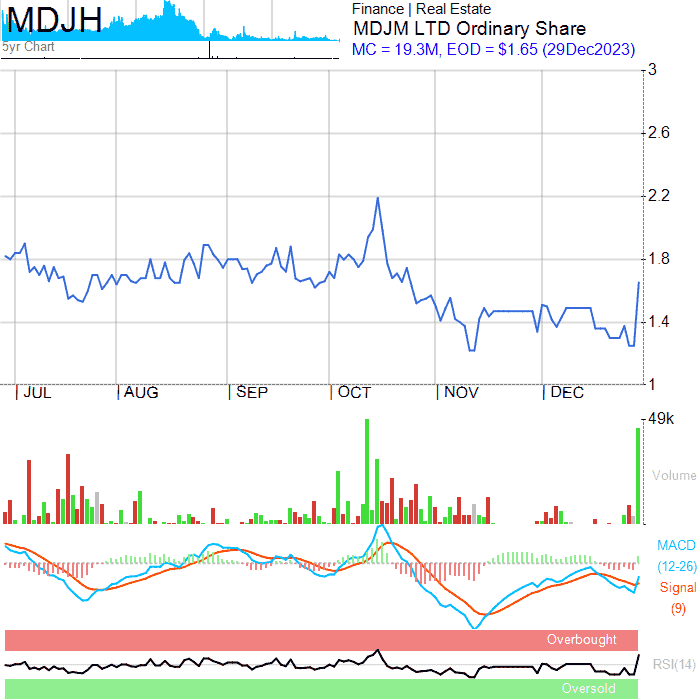 MDJH
5yr Chart
Finance | Real Estate
MDJM LTD Ordinary Share
MC = 19.3M, EOD = $1.65 (29Dec2023)
3
2.6
2.2
1.8
1.4
1
JUL AUG SEP OCT NOV DEC
49k
Volume
MACD
(12-26)
Signal
(9)
Overbought
RSI(14)
Oversold